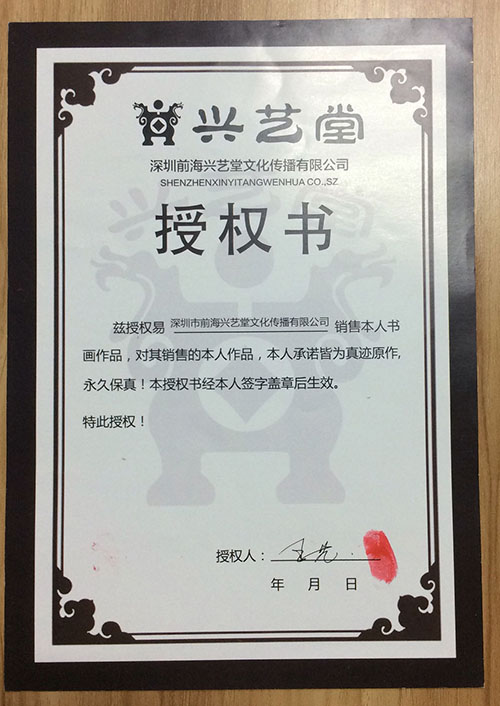 兴艺堂
深圳前海兴艺堂文化传播有限公司
SHENZHENXINYITANGWENHUA CO.,SZ
授权书
兹授权易 深圳市前海兴艺堂文化传播有限公司 销售本人书
画作品，对其销售的本人作品，本人承诺皆为真迹原作，
永久保真！本授权书经本人签字盖章后生效。
特此授权！
授权人：
年 月 日